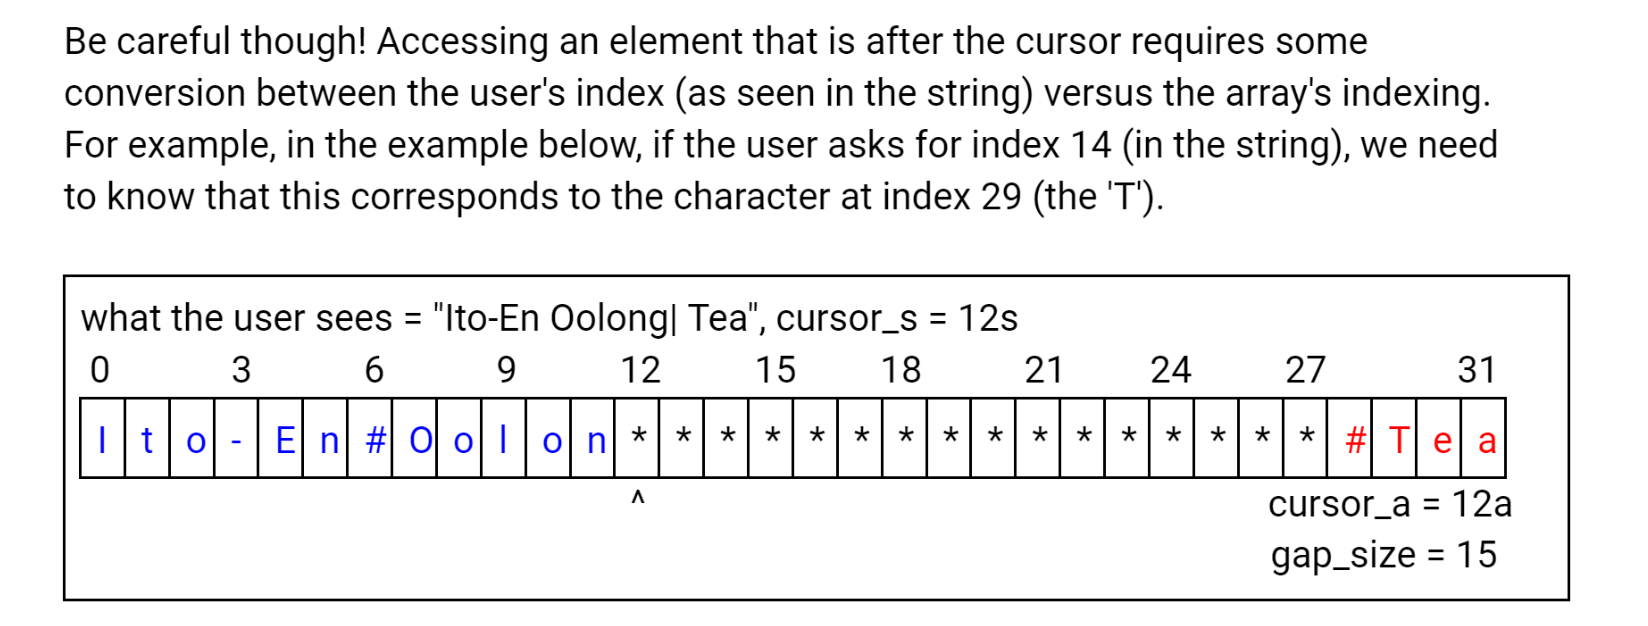 Be careful though! Accessing an element that is after the cursor requires some
conversion between the user's index (as seen in the string) versus the array's indexing.
For example, in the example below, if the user asks for index 14 (in the string), we need
to know that this corresponds to the character at index 29 (the 'T').
what the user sees = "Ito-En Oolong| Tea", cursor_s = 12s
0 3 6 9 12 15 18 21 24 27 31
I t o - E n # O o l o n * * * * * * * * * * * * * * * * # T e a
^
cursor_a = 12a
gap_size = 15